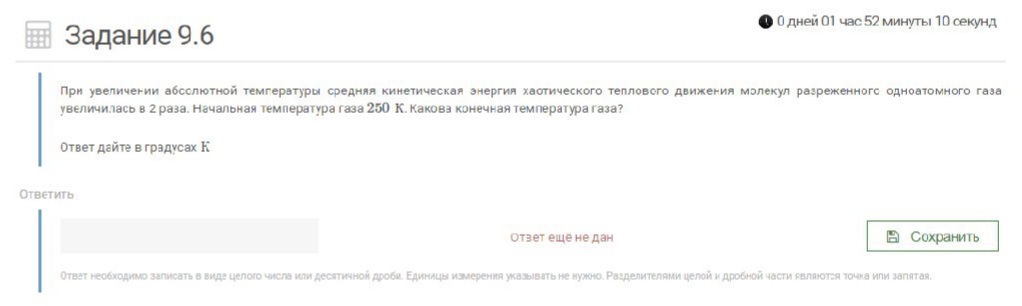 0 дней 01 час 52 минуты 10 секунд
Задание 9.6
При увеличении абсолютной температуры средняя кинетическая энергия хаотического теплового движения молекул разреженного одноатомного газа
увеличилась в 2 раза. Начальная температура газа 250 К. Какова конечная температура газа?
Ответ дайте в градусах К
Ответить
Ответ ещё не дан
Сохранить
Ответ необходимо записать в виде целого числа или десятичной дроби. Единицы измерения указывать не нужно. Разделителями целой и дробной части являются точка или запятая.